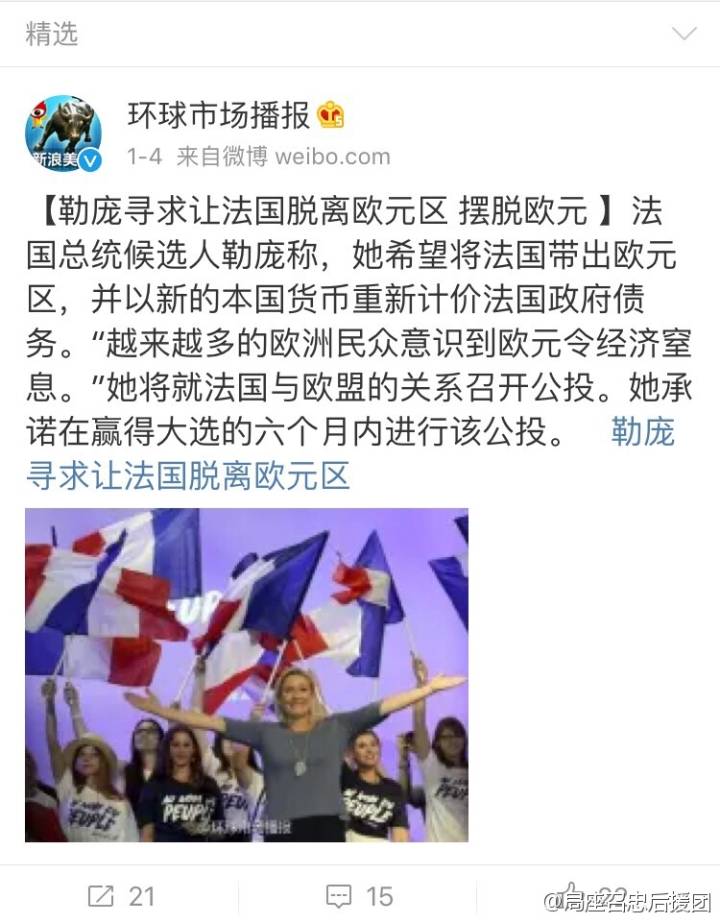 精选
环球市场播报
新浪美
1-4 来自微博 weibo.com
【勒庞寻求让法国脱离欧元区 摆脱欧元 】法
国总统候选人勒庞称，她希望将法国带出欧元
区，并以新的本国货币重新计价法国政府债
务。“越来越多的欧洲民众意识到欧元令经济窒
息。”她将就法国与欧盟的关系召开公投。她承
诺在赢得大选的六个月内进行该公投。 勒庞
寻求让法国脱离欧元区
PEUPLE
PEUPLE
PEUPLE
@环球市场播报
21
15
@局座召忠后援团